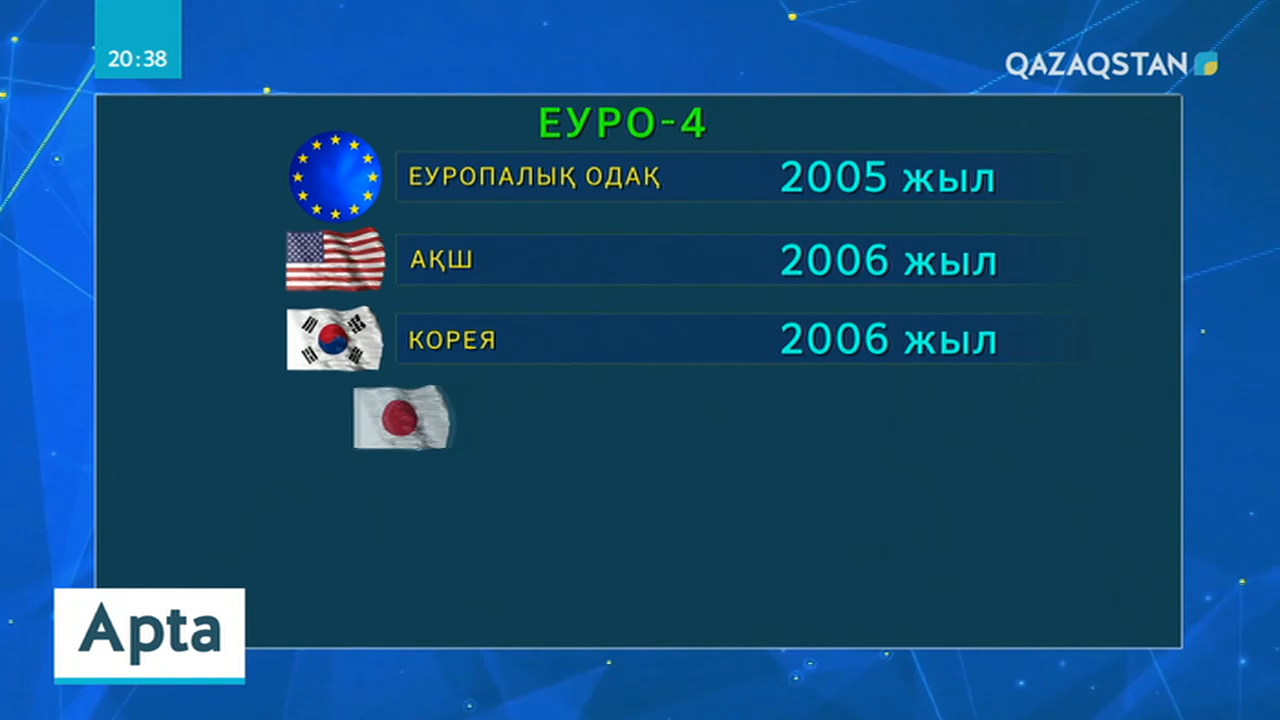 20:38
QAZAQSTAN
ЕУРО-4
ЕУРОПАЛЫҚ ОДАҚ 2005 жыл
АҚШ 2006 жыл
КОРЕЯ 2006 жыл
Apta